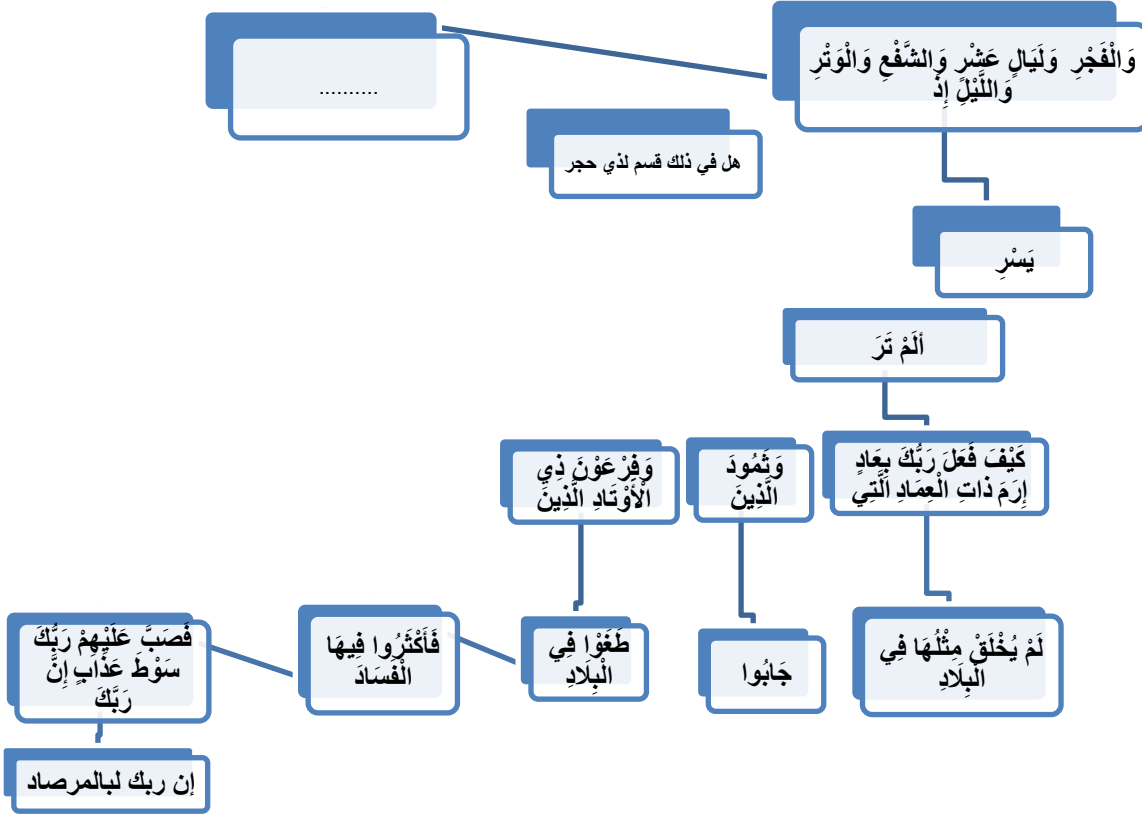 وَالْفَجْرِ وَلَيَالٍ عَشْرٍ وَالشَّفْعِ وَالْوَتْرِ
وَاللَّيْلِ إِذَ
..........
هل في ذلك قسم لذي حجر
يَسْرِ
ألَمْ تَرَ
كَيْفَ فَعَلَ رَبُّكَ بِعَادٍ
إِرَمَ ذَاتِ الْعِمَادِ الَّتِي
وَثَمُودَ
الَّذِينَ
وَفِرْعَوْنَ ذِي
الْأَوْتَادِ الَّذِينَ
لَمْ يُخْلَقْ مِثْلُهَا فِي
الْبِلَادِ
جَابُوا
طَغَوْا فِي
الْبِلَادِ
فَأَكْثَرُوا فِيهَا
الْفَسَادَ
فَصَبَّ عَلَيْهِمْ رَبُّكَ
سَوْطَ عَذَابٍ إِنَّ
رَبَّكَ
إن ربك لبالمرصاد